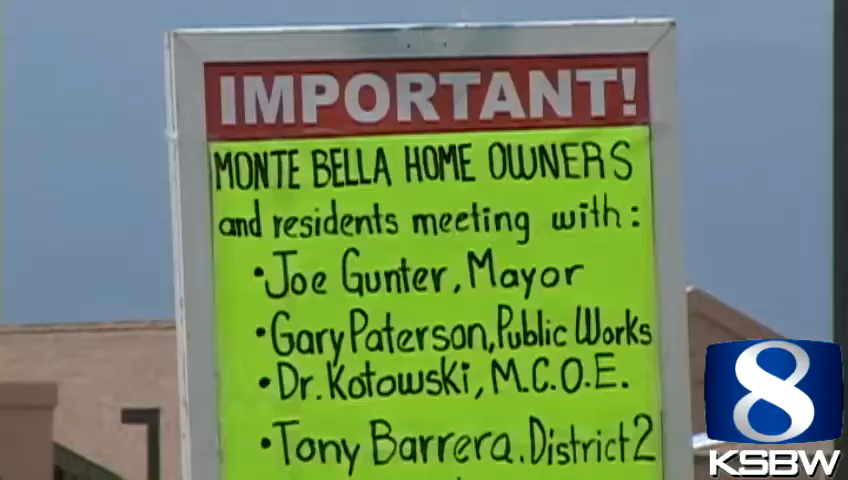 IMPORTANT!
MONTE BELLA HOME OWNERS
and residents meeting with:
•Joe Gunter, Mayor
•Gary Paterson, Public Works
•Dr. Kotowski, M.C.O.E.
•Tony Barrera. District 2
8
KSBW